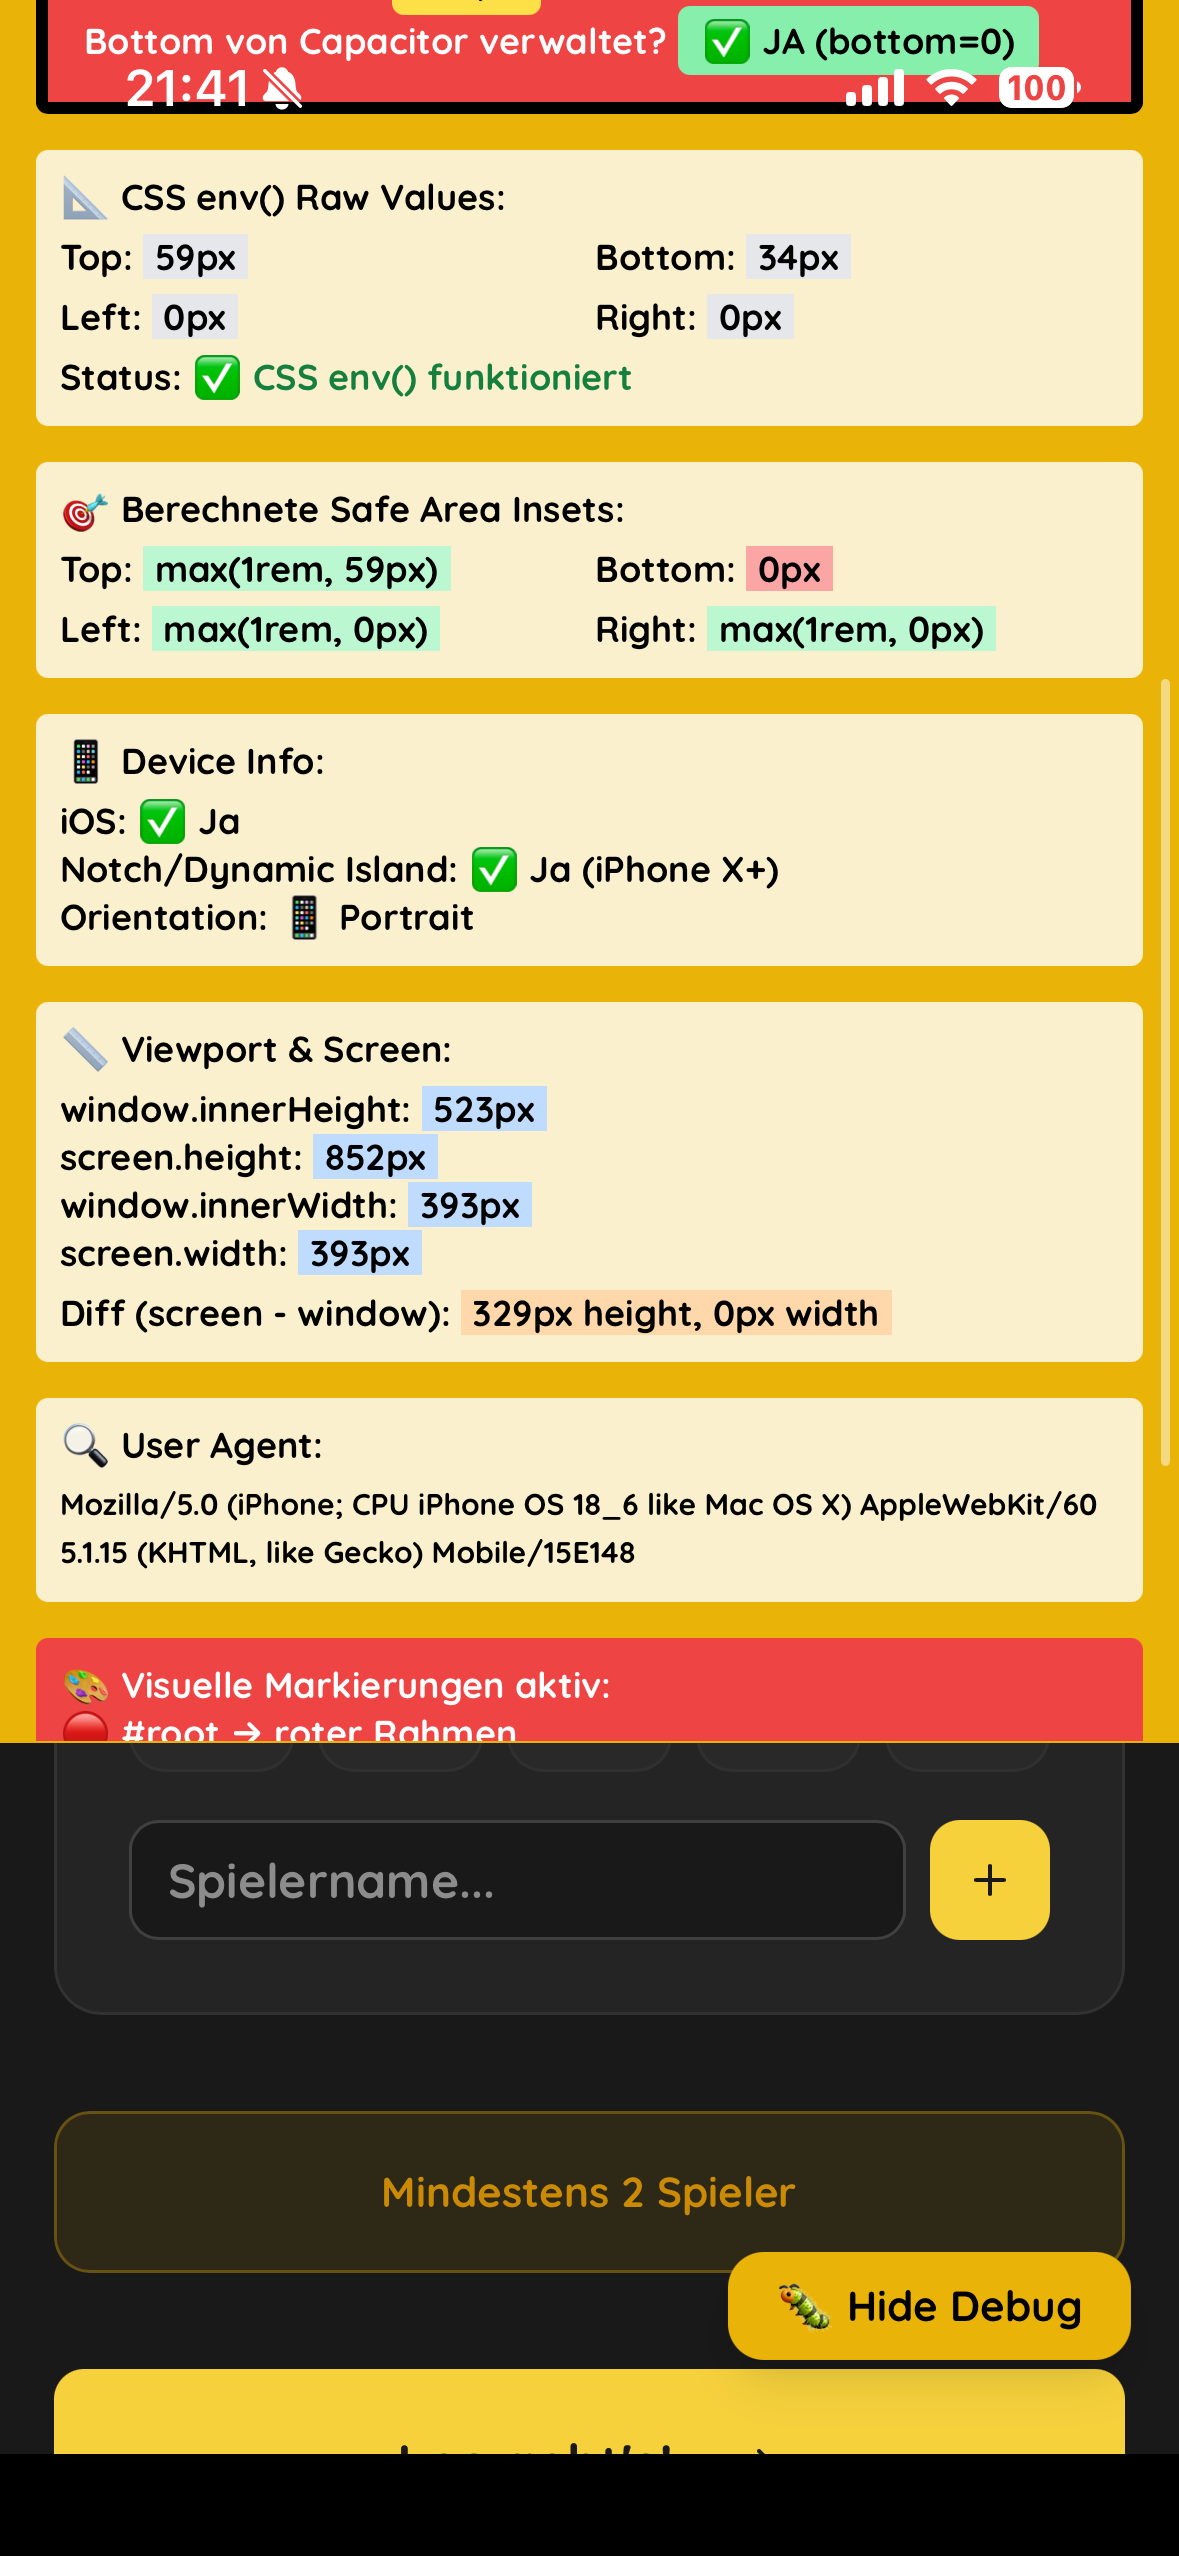 Bottom von Capacitor verwaltet? ✅ JA (bottom=0)
21:41 100
📐 CSS env() Raw Values:
Top: 59px Bottom: 34px
Left: 0px Right: 0px
Status: ✅ CSS env() funktioniert
🎯 Berechnete Safe Area Insets:
Top: max(1rem, 59px) Bottom: 0px
Left: max(1rem, 0px) Right: max(1rem, 0px)
📱 Device Info:
iOS: ✅ Ja
Notch/Dynamic Island: ✅ Ja (iPhone X+)
Orientation: 📱 Portrait
📏 Viewport & Screen:
window.innerHeight: 523px
screen.height: 852px
window.innerWidth: 393px
screen.width: 393px
Diff (screen - window): 329px height, 0px width
🔍 User Agent:
Mozilla/5.0 (iPhone; CPU iPhone OS 18_6 like Mac OS X) AppleWebKit/60
5.1.15 (KHTML, like Gecko) Mobile/15E148
🎨 Visuelle Markierungen aktiv:
🔴 #root → roter Rahmen
Spielername...
+
Mindestens 2 Spieler
🐛 Hide Debug